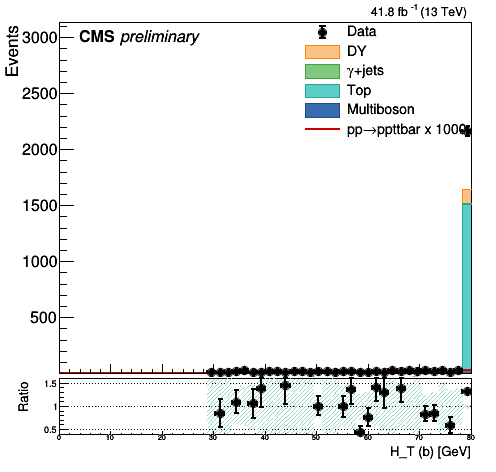 41.8 fb⁻¹ (13 TeV)
CMS preliminary
Events
3000
2500
2000
1500
1000
500
Data
DY
γ+jets
Top
Multiboson
pp→ppttbar x 1000
Ratio
1.5
1
0.5
0 10 20 30 40 50 60 70 80
H_T (b) [GeV]